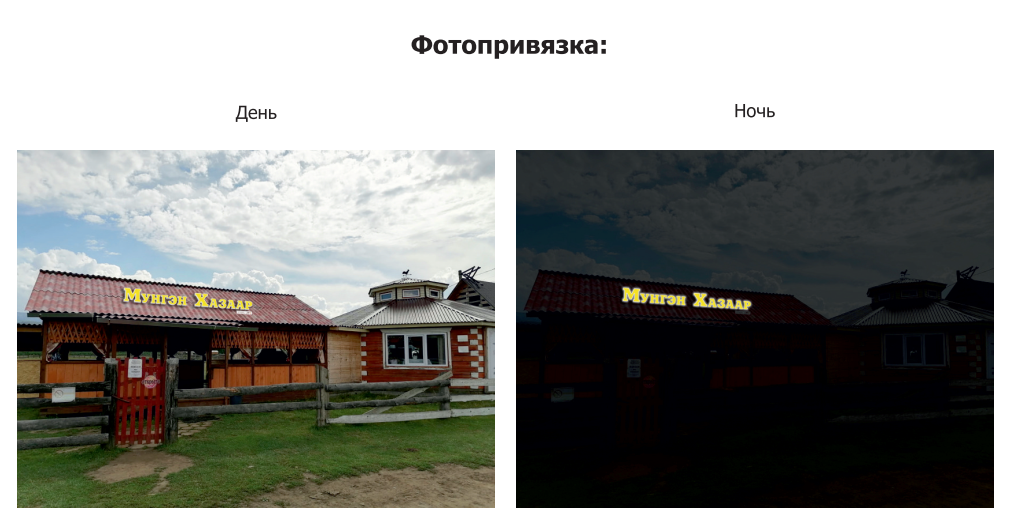 Фотопривязка:
День
Ночь
Мунгэн Хазаар
Мунгэн Хазаар